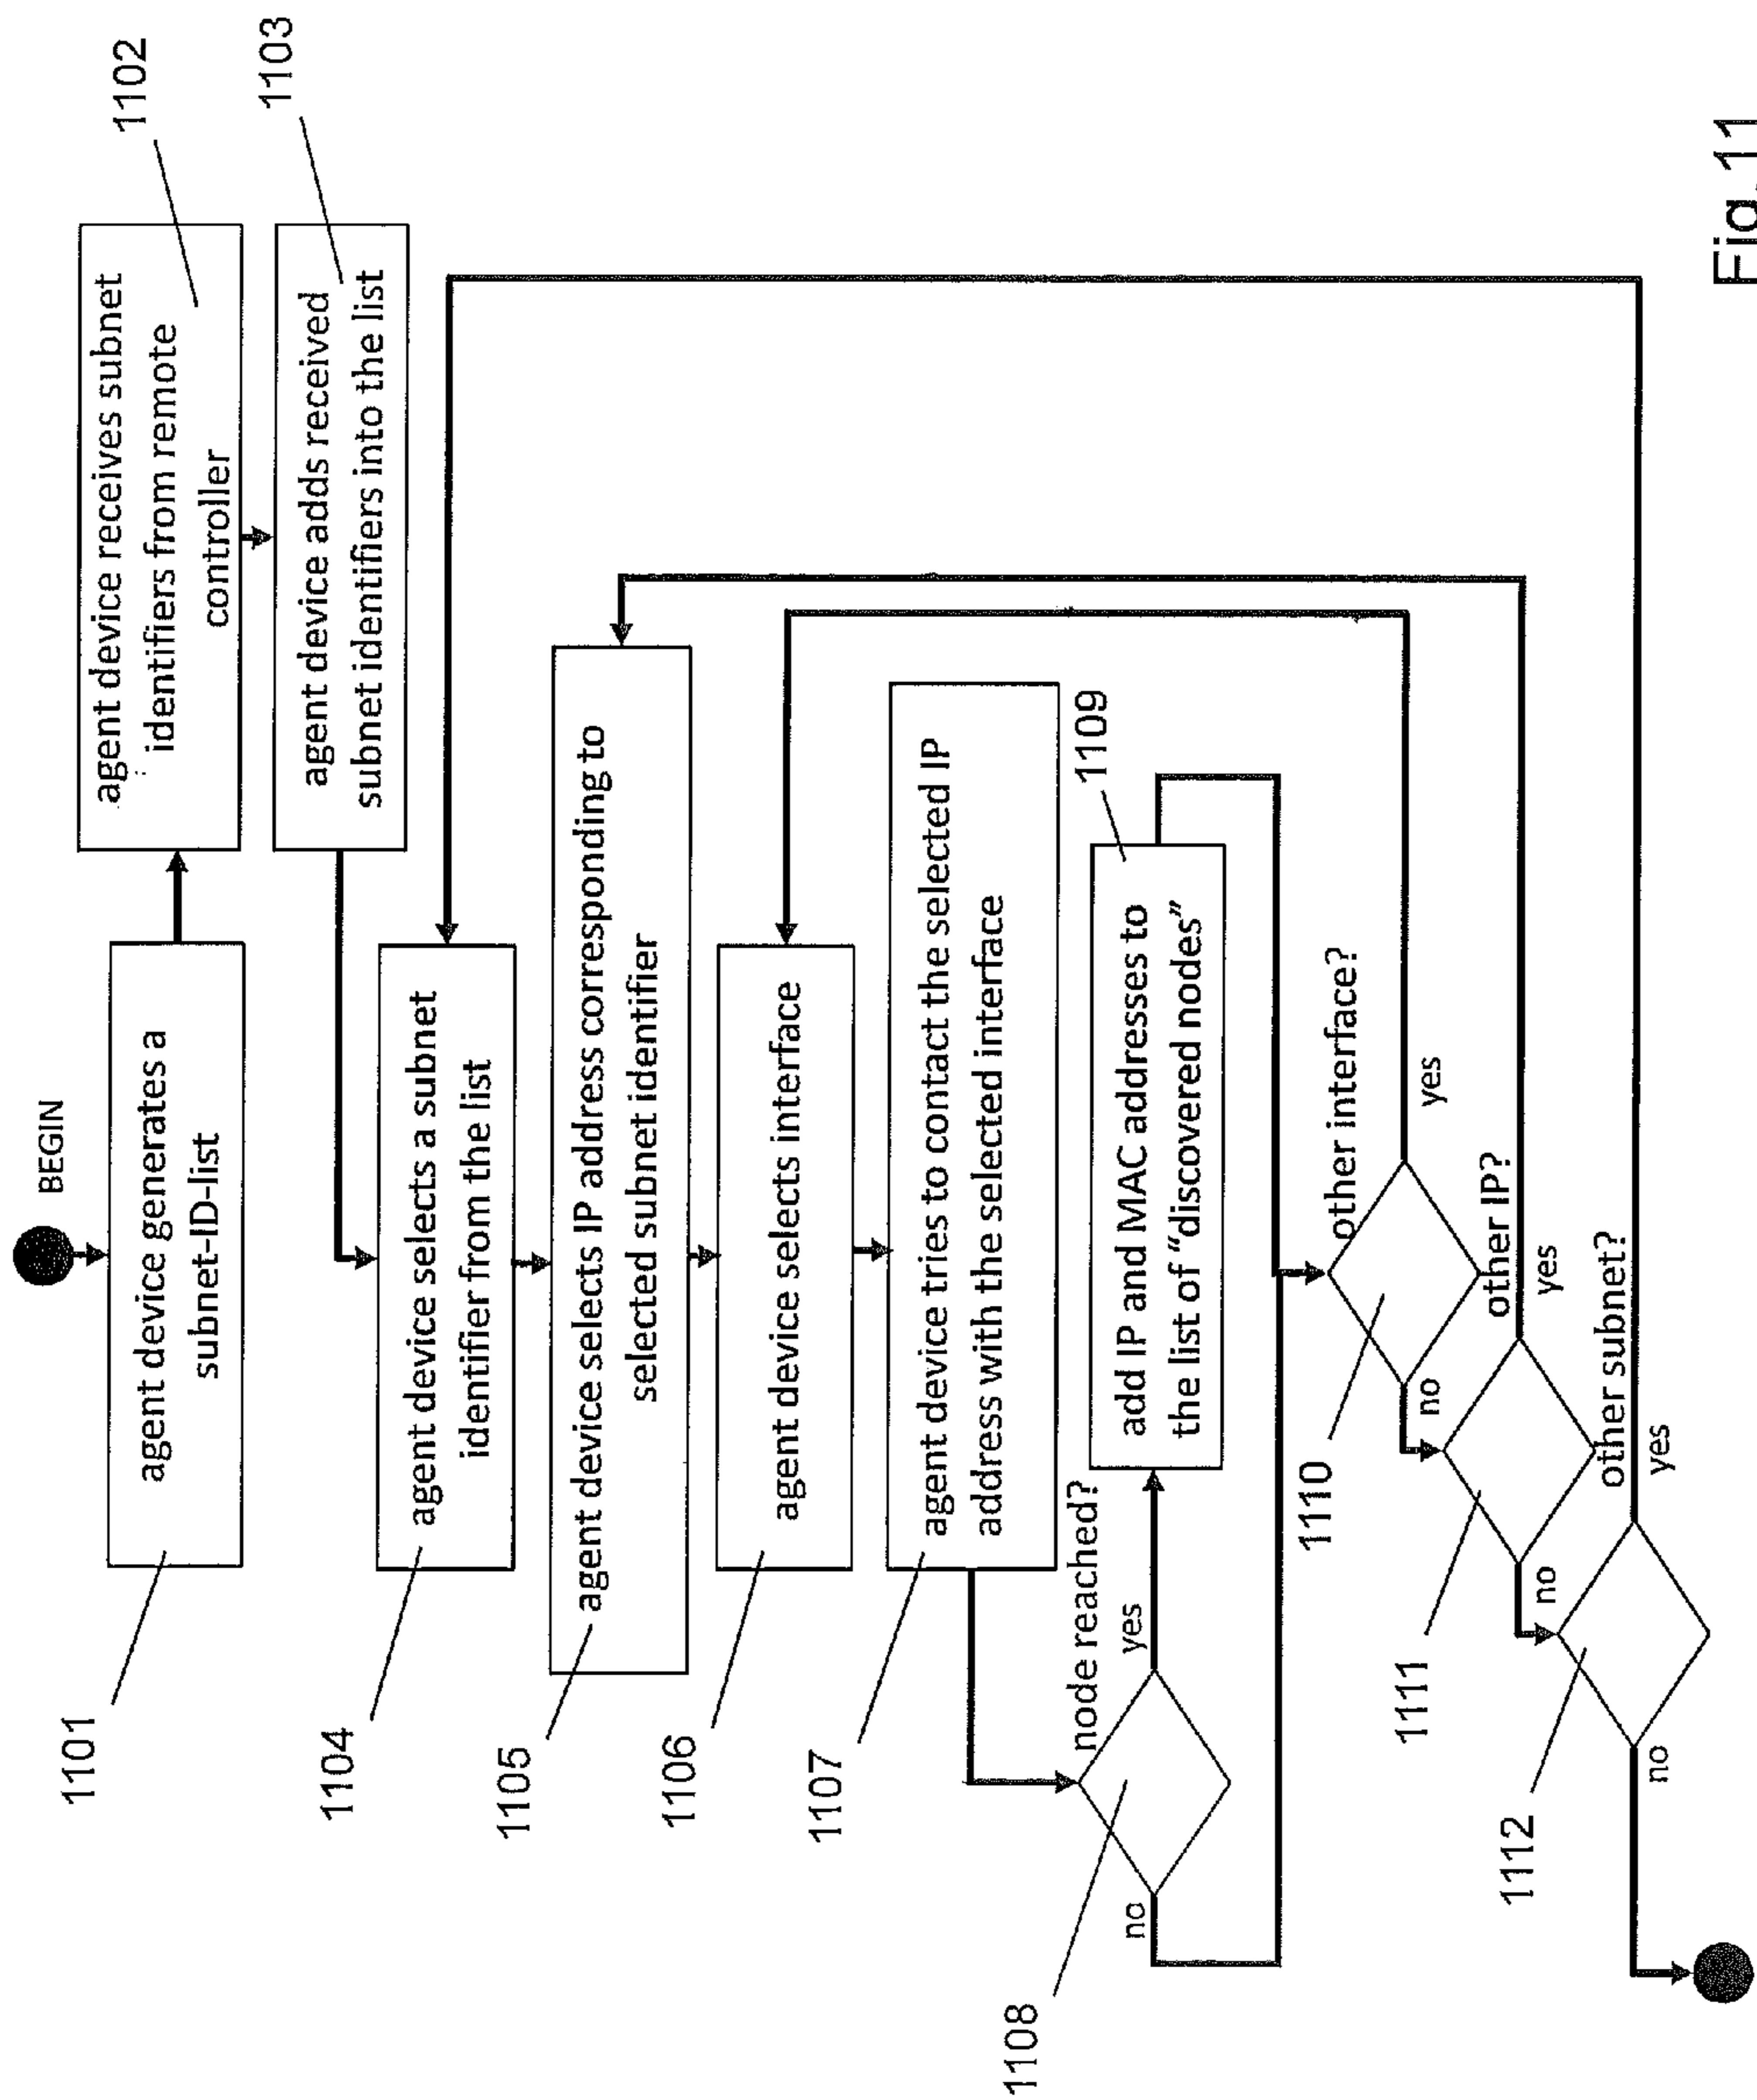 BEGIN
1101
agent device generates a
subnet-ID-list
1102
agent device receives subnet
identifiers from remote
controller
1103
agent device adds received
subnet identifiers into the list
1104
agent device selects a subnet
identifier from the list
1105
agent device selects IP address corresponding to
selected subnet identifier
1106
agent device selects interface
1107
agent device tries to contact the selected IP
address with the selected interface
1108
node reached?
yes
no
1109
add IP and MAC addresses to
the list of “discovered nodes”
1110
other interface?
yes
no
1111
other IP?
yes
no
1112
other subnet?
yes
no
Fig.11